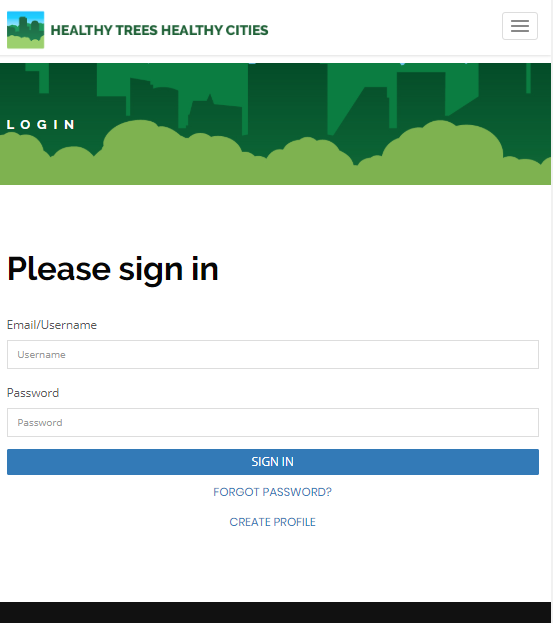 HEALTHY TREES HEALTHY CITIES
LOGIN
Please sign in
Email/Username
Username
Password
Password
SIGN IN
FORGOT PASSWORD?
CREATE PROFILE